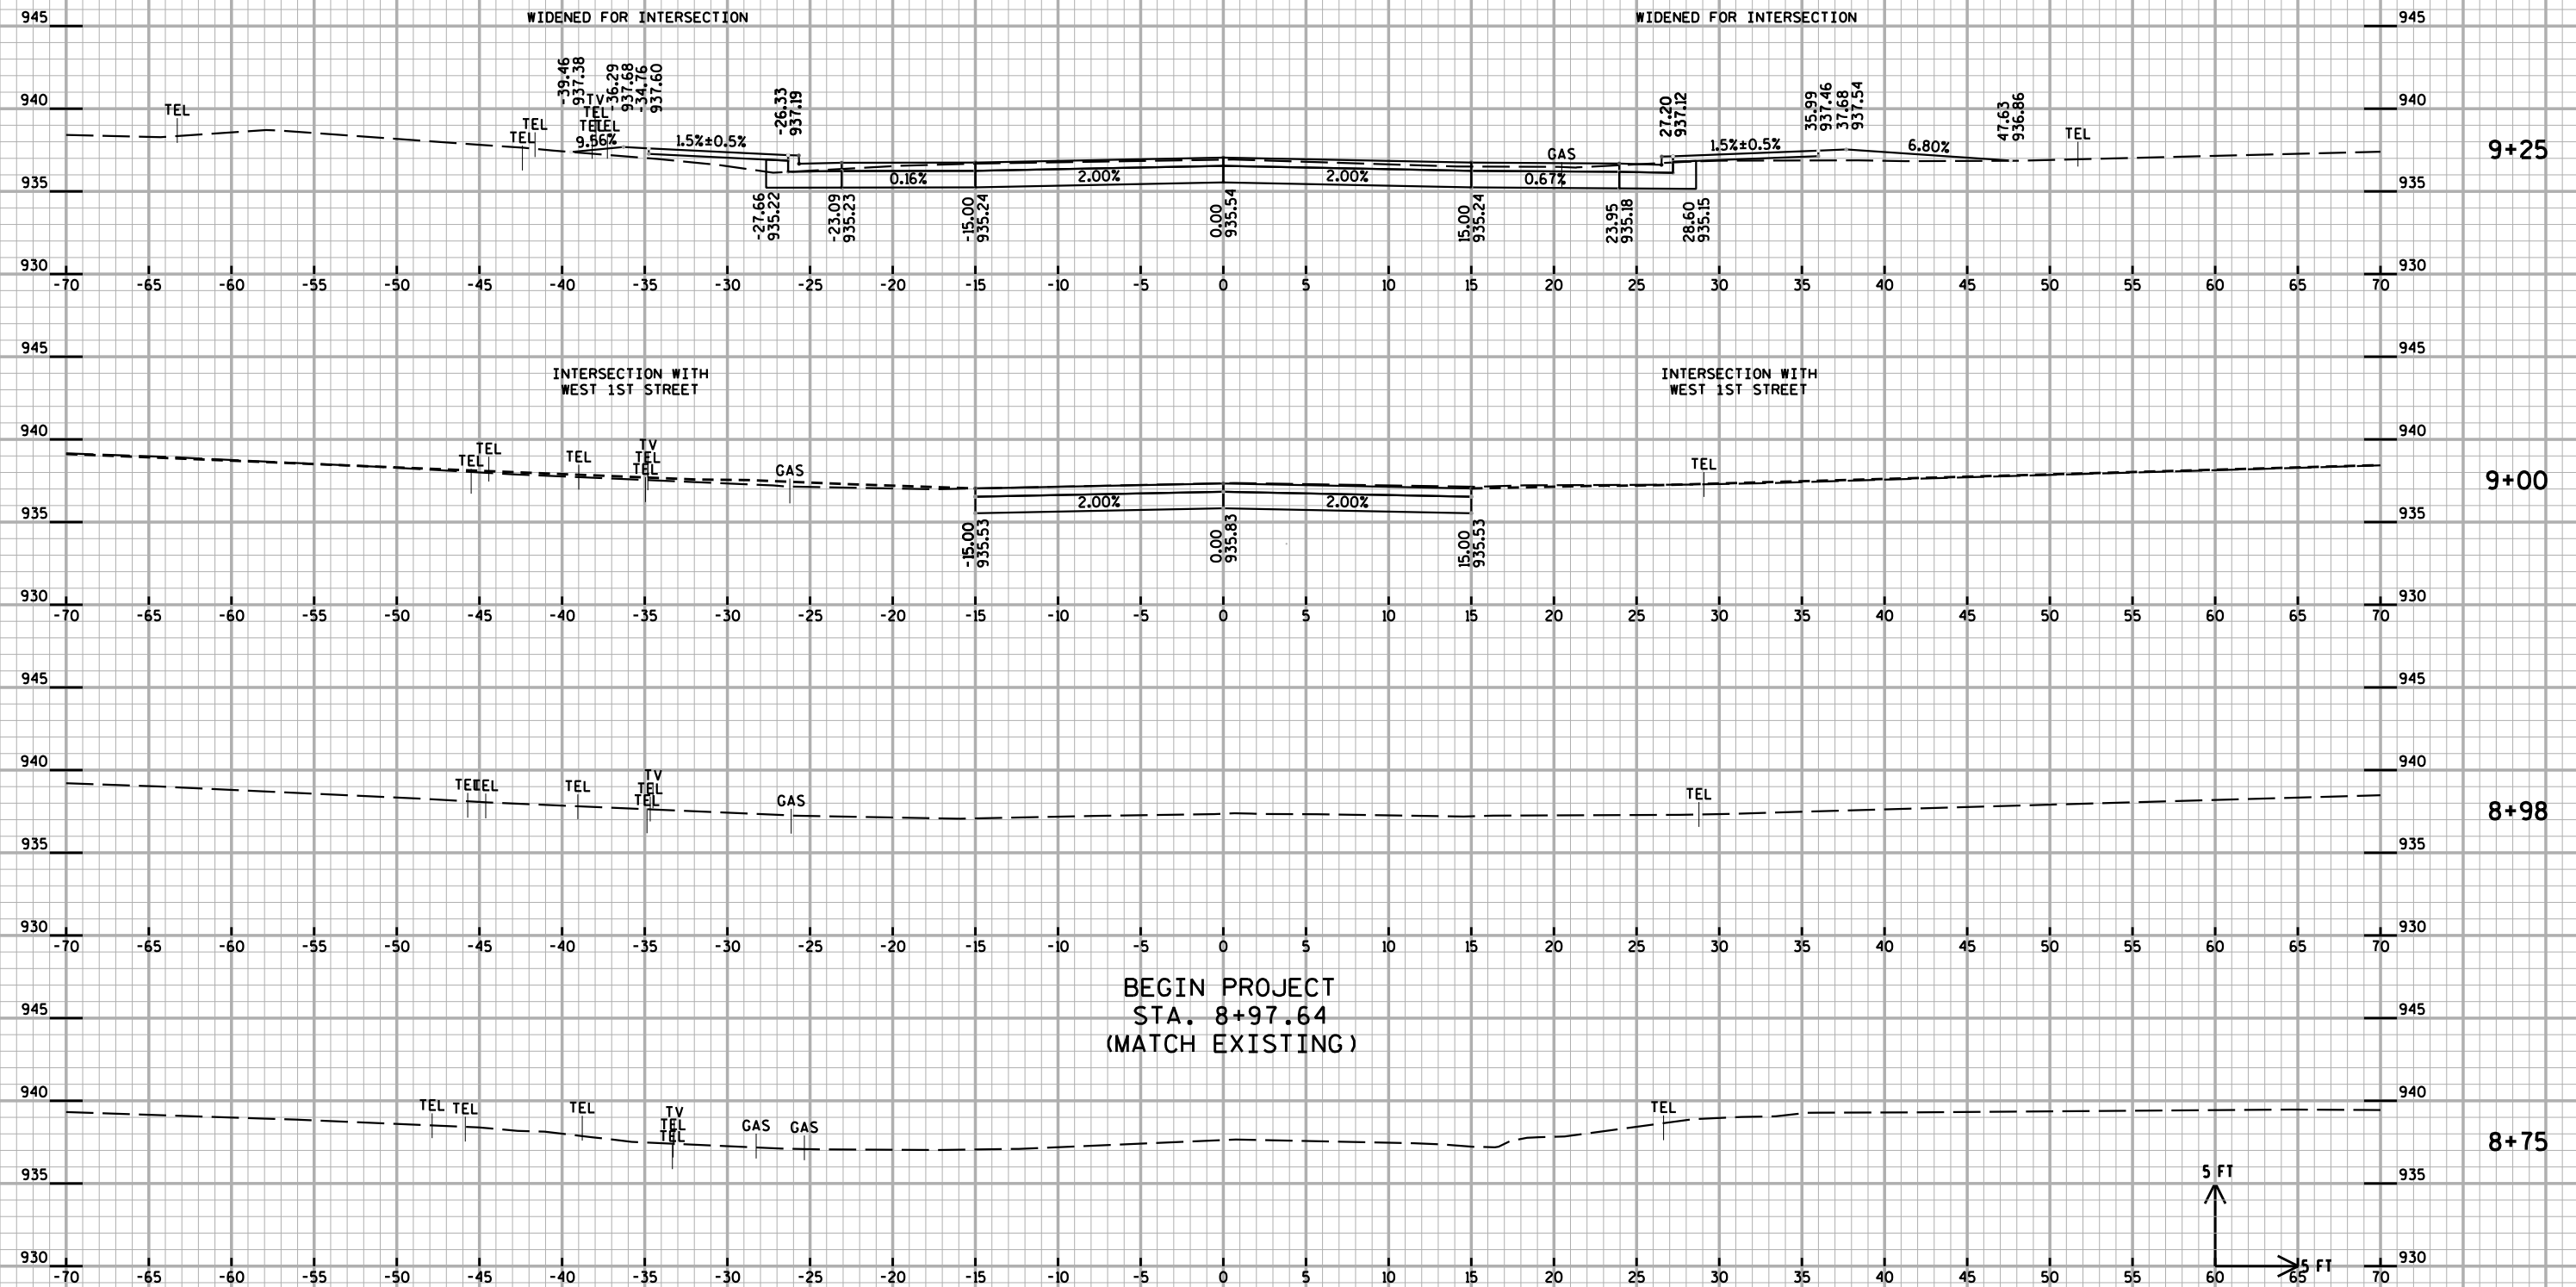 945 WIDENED FOR INTERSECTION WIDENED FOR INTERSECTION 945
-39.46 937.38 -36.29 937.68 -34.76 937.60 -26.33 937.19 27.20 937.12 35.99 937.46 37.68 937.54 47.63 936.86
940 940
TEL TEL TEL TV TEL TEL TEL GAS TEL
9.56% 1.5%±0.5% 1.5%±0.5% 6.80% 9+25
935 0.16% 2.00% 2.00% 0.67% 935
-27.66 935.22 -23.09 935.23 -15.00 935.24 0.00 935.54 15.00 935.24 23.95 935.18 28.60 935.15
930 930
-70 -65 -60 -55 -50 -45 -40 -35 -30 -25 -20 -15 -10 -5 0 5 10 15 20 25 30 35 40 45 50 55 60 65 70
945 945
INTERSECTION WITH INTERSECTION WITH
WEST 1ST STREET WEST 1ST STREET
940 940
TEL TEL TEL TV TEL TEL GAS TEL
9+00
2.00% 2.00%
935 935
-15.00 935.53 0.00 935.83 15.00 935.53
930 930
-70 -65 -60 -55 -50 -45 -40 -35 -30 -25 -20 -15 -10 -5 0 5 10 15 20 25 30 35 40 45 50 55 60 65 70
945 945
940 940
TEL TEL TEL TV TEL TEL GAS TEL
8+98
935 935
930 930
-70 -65 -60 -55 -50 -45 -40 -35 -30 -25 -20 -15 -10 -5 0 5 10 15 20 25 30 35 40 45 50 55 60 65 70
BEGIN PROJECT
945 STA. 8+97.64 945
(MATCH EXISTING)
940 940
TEL TEL TEL TV TEL TEL GAS GAS TEL
8+75
935 5 FT 935
930 5 FT 930
-70 -65 -60 -55 -50 -45 -40 -35 -30 -25 -20 -15 -10 -5 0 5 10 15 20 25 30 35 40 45 50 55 60 65 70